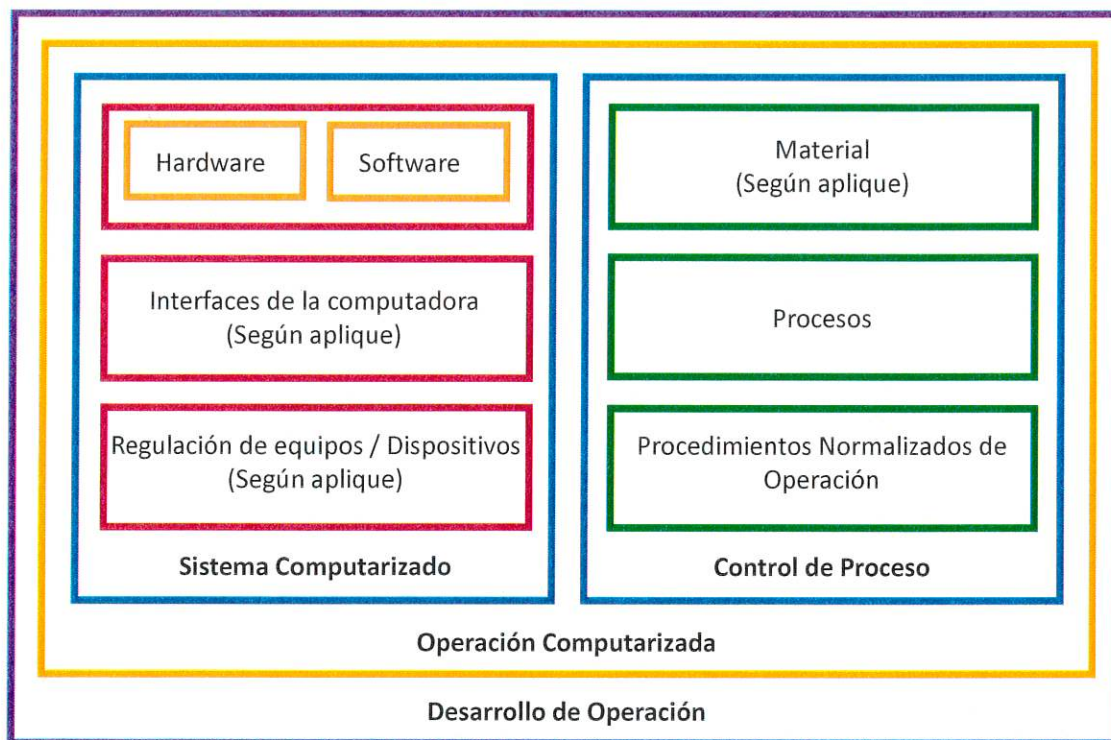 Hardware
Software
Interfaces de la computadora
(Según aplique)
Regulación de equipos / Dispositivos
(Según aplique)
Sistema Computarizado
Material
(Según aplique)
Procesos
Procedimientos Normalizados de
Operación
Control de Proceso
Operación Computarizada
Desarrollo de Operación